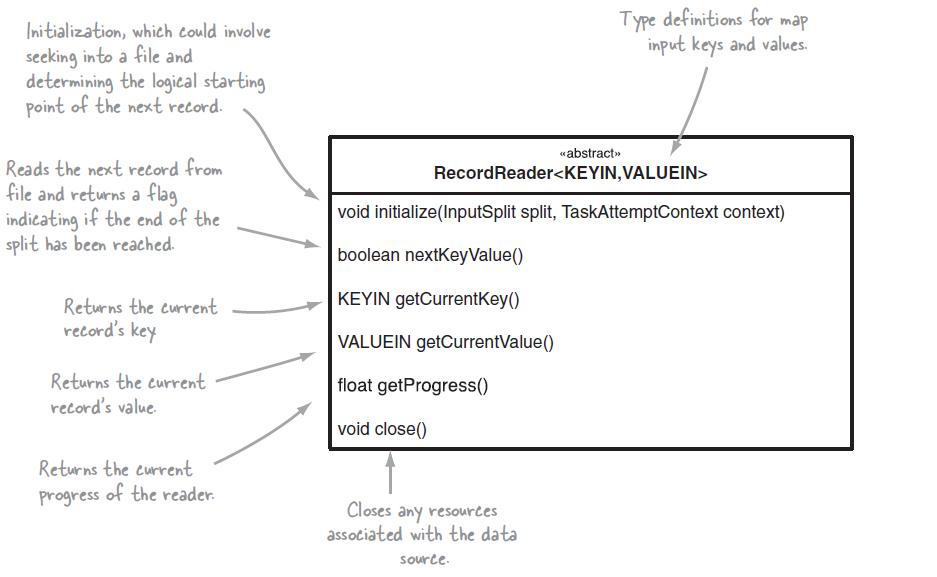 Initialization, which could involve
seeking into a file and
determining the logical starting
point of the next record.
Type definitions for map
input keys and values.
Reads the next record from
file and returns a flag
indicating if the end of the
split has been reached.
Returns the current
record's key
Returns the current
record's value.
Returns the current
progress of the reader.
«abstract»
RecordReader<KEYIN,VALUEIN>
void initialize(InputSplit split, TaskAttemptContext context)
boolean nextKeyValue()
KEYIN getCurrentKey()
VALUEIN getCurrentValue()
float getProgress()
void close()
Closes any resources
associated with the data
source.